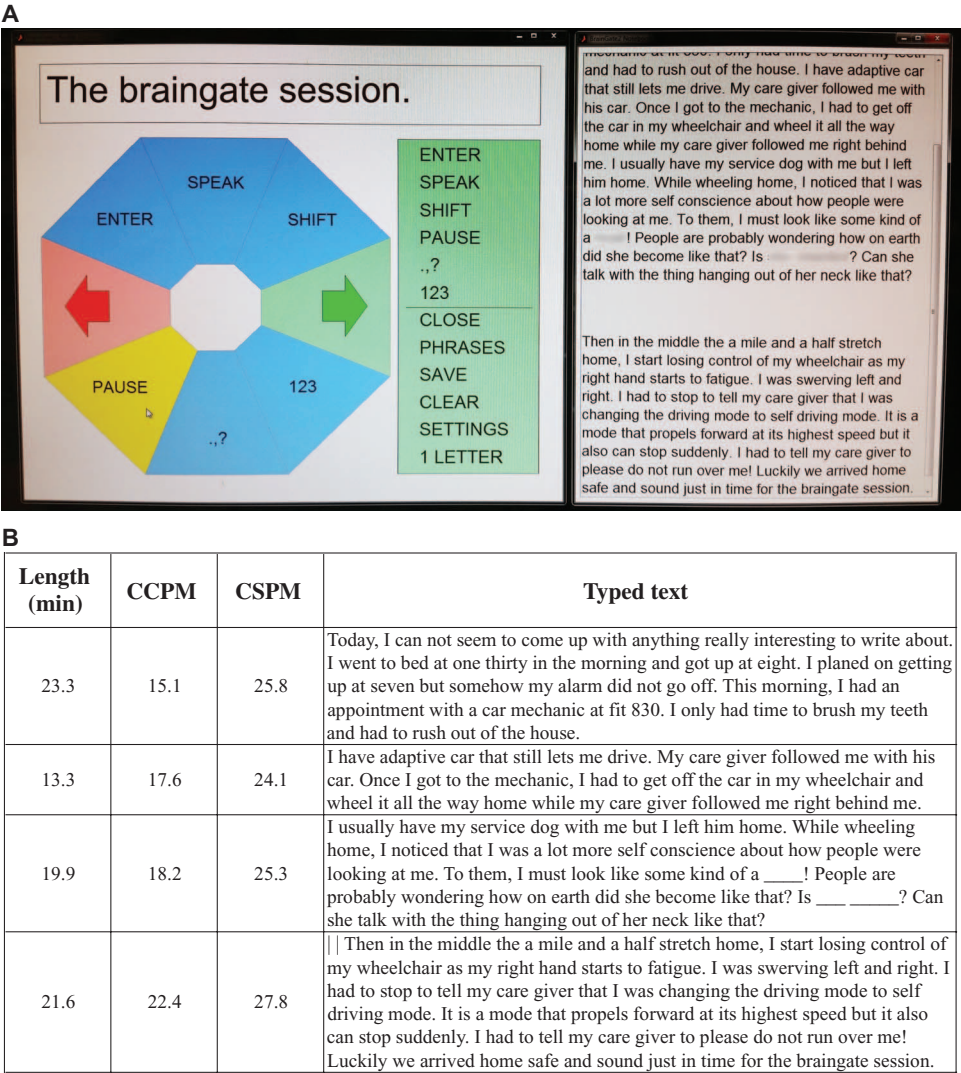 A
The braingate session.
ENTER
SPEAK
SHIFT
PAUSE
.,?
123
ENTER
SPEAK
SHIFT
PAUSE
.,?
123
CLOSE
PHRASES
SAVE
CLEAR
SETTINGS
1 LETTER
mechanic at fit 830. I only had time to brush my teeth
and had to rush out of the house. I have adaptive car
that still lets me drive. My care giver followed me with
his car. Once I got to the mechanic, I had to get off
the car in my wheelchair and wheel it all the way
home while my care giver followed me right behind
me. I usually have my service dog with me but I left
him home. While wheeling home, I noticed that I was
a lot more self conscience about how people were
looking at me. To them, I must look like some kind of
a ! People are probably wondering how on earth
did she become like that? Is ? Can she
talk with the thing hanging out of her neck like that?
Then in the middle the a mile and a half stretch
home, I start losing control of my wheelchair as my
right hand starts to fatigue. I was swerving left and
right. I had to stop to tell my care giver that I was
changing the driving mode to self driving mode. It is a
mode that propels forward at its highest speed but it
also can stop suddenly. I had to tell my care giver to
please do not run over me! Luckily we arrived home
safe and sound just in time for the braingate session.
B
Length (min) CCPM CSPM Typed text
23.3 15.1 25.8
Today, I can not seem to come up with anything really interesting to write about.
I went to bed at one thirty in the morning and got up at eight. I planed on getting
up at seven but somehow my alarm did not go off. This morning, I had an
appointment with a car mechanic at fit 830. I only had time to brush my teeth
and had to rush out of the house.
13.3 17.6 24.1
I have adaptive car that still lets me drive. My care giver followed me with his
car. Once I got to the mechanic, I had to get off the car in my wheelchair and
wheel it all the way home while my care giver followed me right behind me.
19.9 18.2 25.3
I usually have my service dog with me but I left him home. While wheeling
home, I noticed that I was a lot more self conscience about how people were
looking at me. To them, I must look like some kind of a ____! People are
probably wondering how on earth did she become like that? Is ___ _____? Can
she talk with the thing hanging out of her neck like that?
21.6 22.4 27.8
| | Then in the middle the a mile and a half stretch home, I start losing control of
my wheelchair as my right hand starts to fatigue. I was swerving left and right. I
had to stop to tell my care giver that I was changing the driving mode to self
driving mode. It is a mode that propels forward at its highest speed but it also
can stop suddenly. I had to tell my care giver to please do not run over me!
Luckily we arrived home safe and sound just in time for the braingate session.